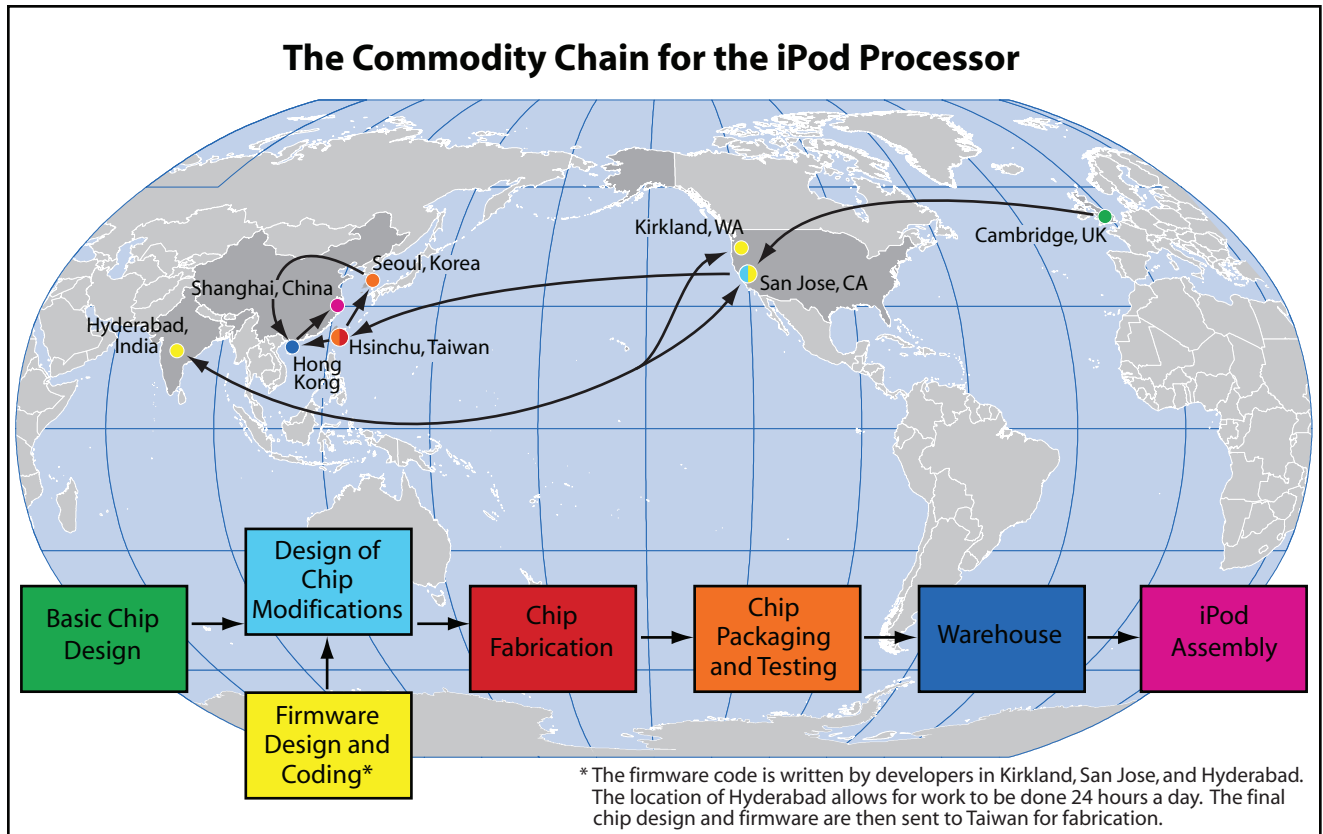 The Commodity Chain for the iPod Processor
Kirkland, WA
Cambridge, UK
Seoul, Korea
Shanghai, China
San Jose, CA
Hyderabad,
India
Hsinchu, Taiwan
Hong
Kong
Basic Chip
Design
Design of
Chip
Modifications
Firmware
Design and
Coding*
Chip
Fabrication
Chip
Packaging
and Testing
Warehouse
iPod
Assembly
* The firmware code is written by developers in Kirkland, San Jose, and Hyderabad.
The location of Hyderabad allows for work to be done 24 hours a day. The final
chip design and firmware are then sent to Taiwan for fabrication.